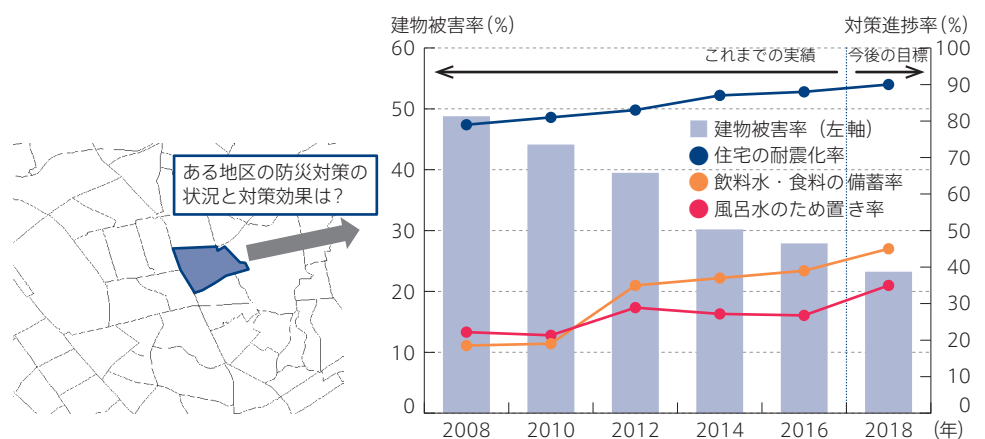 ある地区の防災対策の
状況と対策効果は?
建物被害率(%)
対策進捗率(%)
これまでの実績
今後の目標
60
50
40
30
20
10
0
100
90
80
70
60
50
40
30
20
10
0
建物被害率(左軸)
住宅の耐震化率
飲料水・食料の備蓄率
風呂水のため置き率
2008 2010 2012 2014 2016 2018 (年)